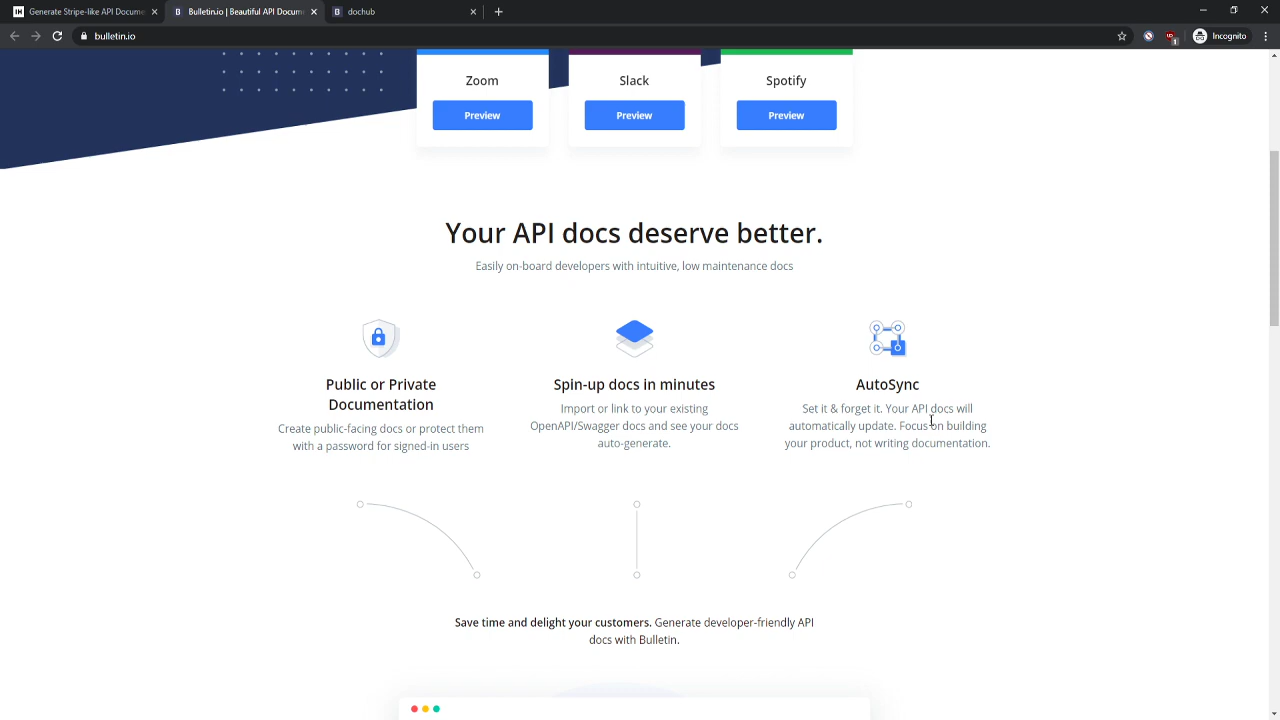 Generate Stripe-like API Docume
Bulletin.io | Beautiful API Docum
dochub
bulletin.io
1
Incognito
Zoom
Slack
Spotify
Preview
Preview
Preview
Your API docs deserve better.
Easily on-board developers with intuitive, low maintenance docs
Public or Private
Documentation
Create public-facing docs or protect them
with a password for signed-in users
Spin-up docs in minutes
Import or link to your existing
OpenAPI/Swagger docs and see your docs
auto-generate.
AutoSync
Set it & forget it. Your API docs will
automatically update. Focus on building
your product, not writing documentation.
Save time and delight your customers. Generate developer-friendly API
docs with Bulletin.